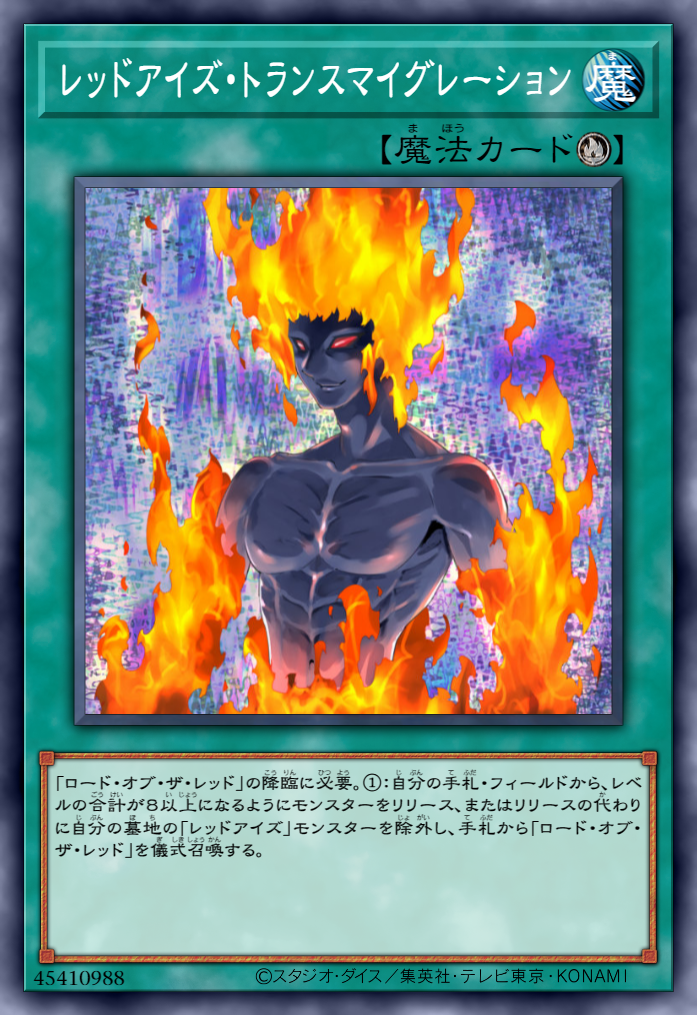 レッドアイズ・トランスマイグレーション
魔
【魔法カード】
「ロード・オブ・ザ・レッド」の降臨に必要。①:自分の手札・フィールドから、レベ
ルの合計が8以上になるようにモンスターをリリース、またはリリースの代わり
に自分の墓地の「レッドアイズ」モンスターを除外し、手札から「ロード・オブ・
ザ・レッド」を儀式召喚する。
45410988 ©スタジオ・ダイス/集英社・テレビ東京・KONAMI